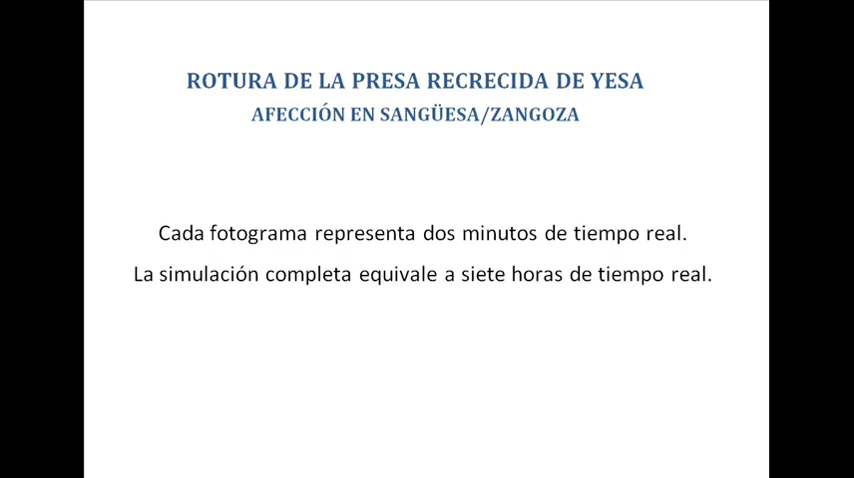 ROTURA DE LA PRESA RECRECIDA DE YESA
AFECCIÓN EN SANGÜESA/ZANGOZA
Cada fotograma representa dos minutos de tiempo real.
La simulación completa equivale a siete horas de tiempo real.